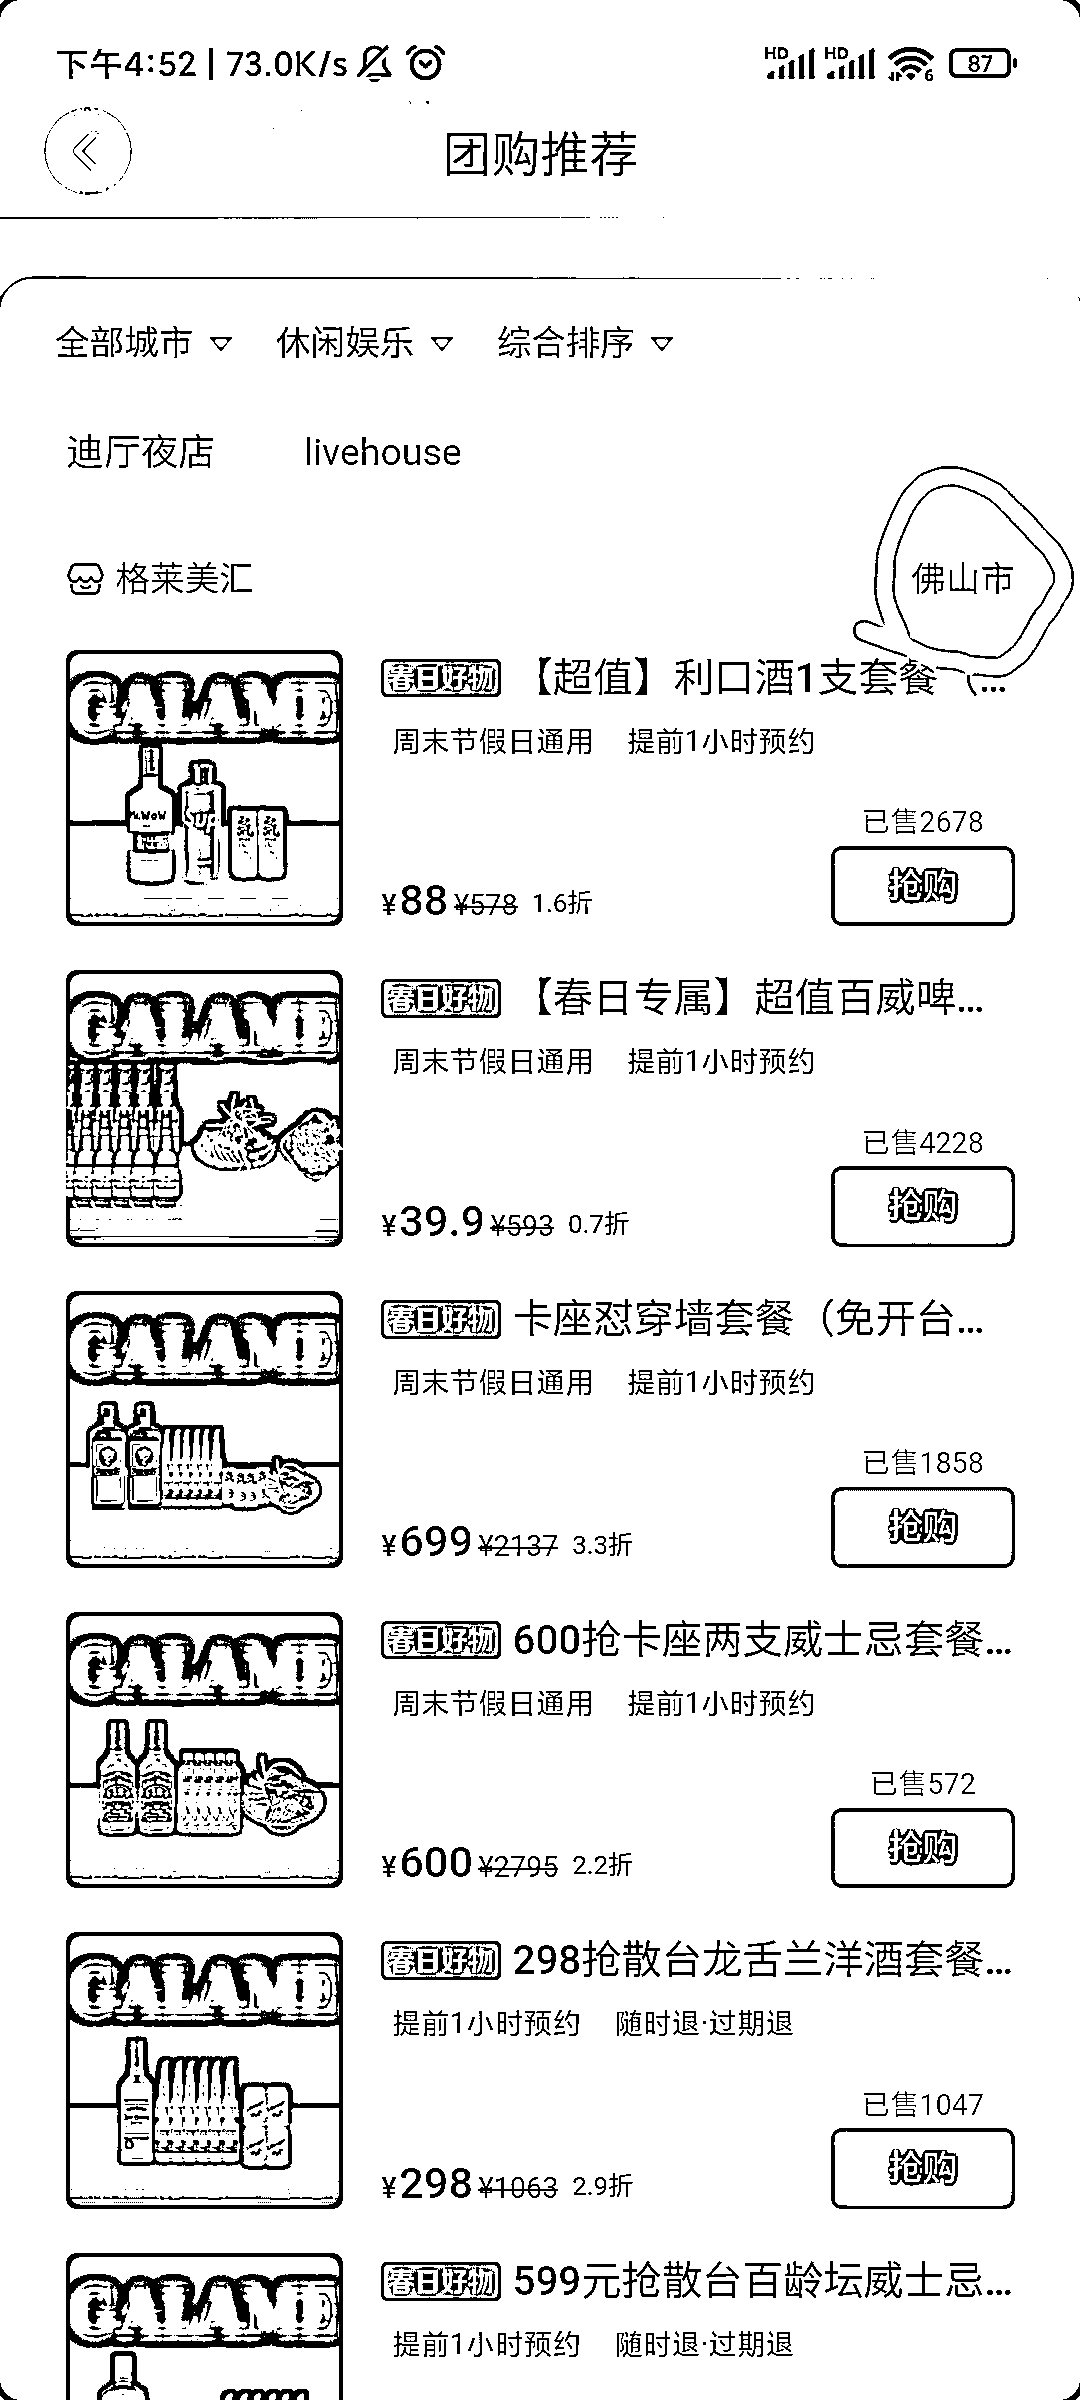 下午4:52 | 73.0K/s
HD HD 6 87
团购推荐
全部城市 休闲娱乐 综合排序
迪厅夜店 livehouse
格莱美汇 佛山市
春日好物 【超值】利口酒1支套餐（...
周末节假日通用 提前1小时预约
已售2678
¥88 ¥578 1.6折 抢购
春日好物 【春日专属】超值百威啤...
周末节假日通用 提前1小时预约
已售4228
¥39.9 ¥593 0.7折 抢购
春日好物 卡座怼穿墙套餐（免开台...
周末节假日通用 提前1小时预约
已售1858
¥699 ¥2137 3.3折 抢购
春日好物 600抢卡座两支威士忌套餐...
周末节假日通用 提前1小时预约
已售572
¥600 ¥2795 2.2折 抢购
春日好物 298抢散台龙舌兰洋酒套餐...
提前1小时预约 随时退·过期退
已售1047
¥298 ¥1063 2.9折 抢购
春日好物 599元抢散台百龄坛威士忌...
提前1小时预约 随时退·过期退